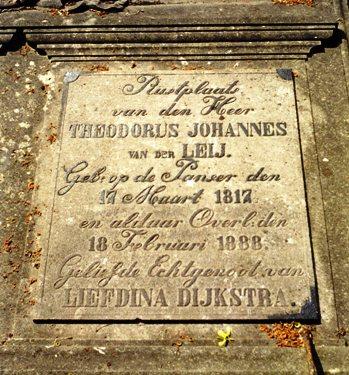 Rustplaats
van den Heer
THEODORUS JOHANNES
VAN DER LEIJ.
Geb. op de Panser den
17 Maart 1817.
en aldaar Overl. den
18 Februari 1888.
Geliefde Echtgenoot van
LIEFDINA DIJKSTRA.